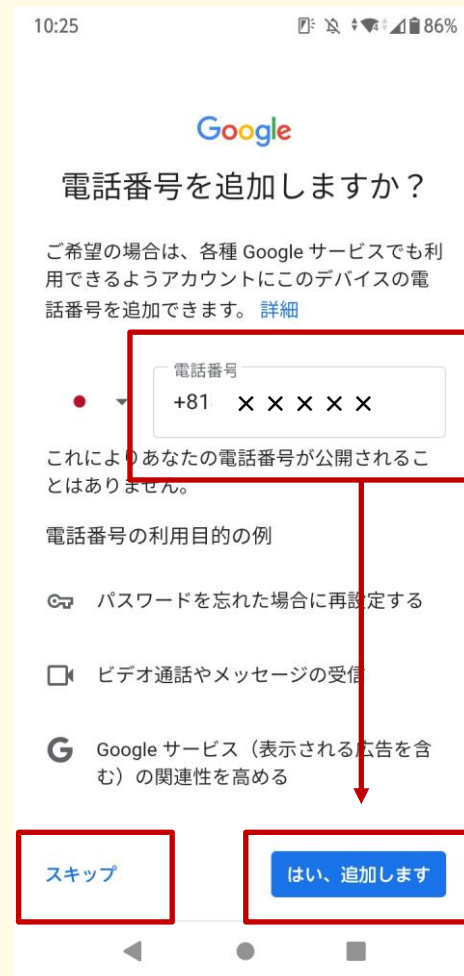 10:25 86%
Google
電話番号を追加しますか？
ご希望の場合は、各種 Google サービスでも利
用できるようアカウントにこのデバイスの電
話番号を追加できます。 詳細
電話番号
+81 ×××××
これによりあなたの電話番号が公開されるこ
とはありません。
電話番号の利用目的の例
パスワードを忘れた場合に再設定する
ビデオ通話やメッセージの受信
G Google サービス（表示される広告を含
む）の関連性を高める
スキップ はい、追加します